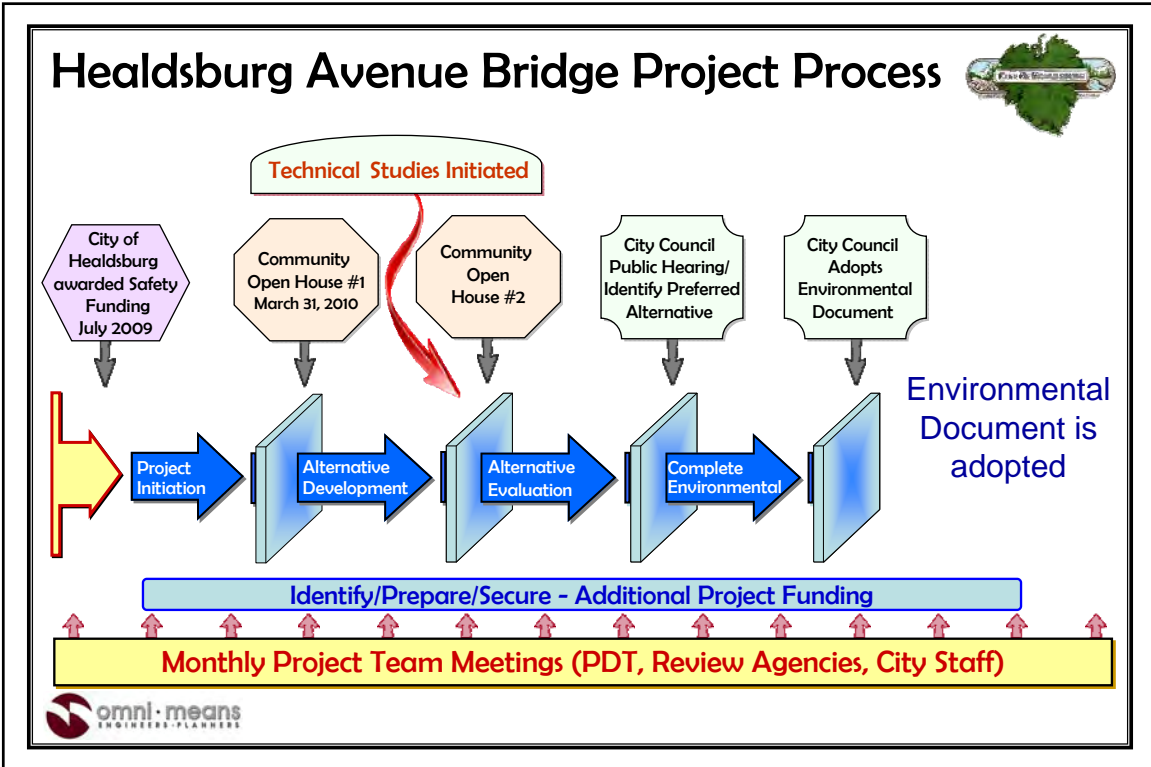 Healdsburg Avenue Bridge Project Process
City of Healdsburg
Technical Studies Initiated
City of
Healdsburg
awarded Safety
Funding
July 2009
Community
Open House #1
March 31, 2010
Community
Open
House #2
City Council
Public Hearing/
Identify Preferred
Alternative
City Council
Adopts
Environmental
Document
Project
Initiation
Alternative
Development
Alternative
Evaluation
Complete
Environmental
Environmental
Document is
adopted
Identify/Prepare/Secure - Additional Project Funding
Monthly Project Team Meetings (PDT, Review Agencies, City Staff)
omni·means
ENGINEERS·PLANNERS